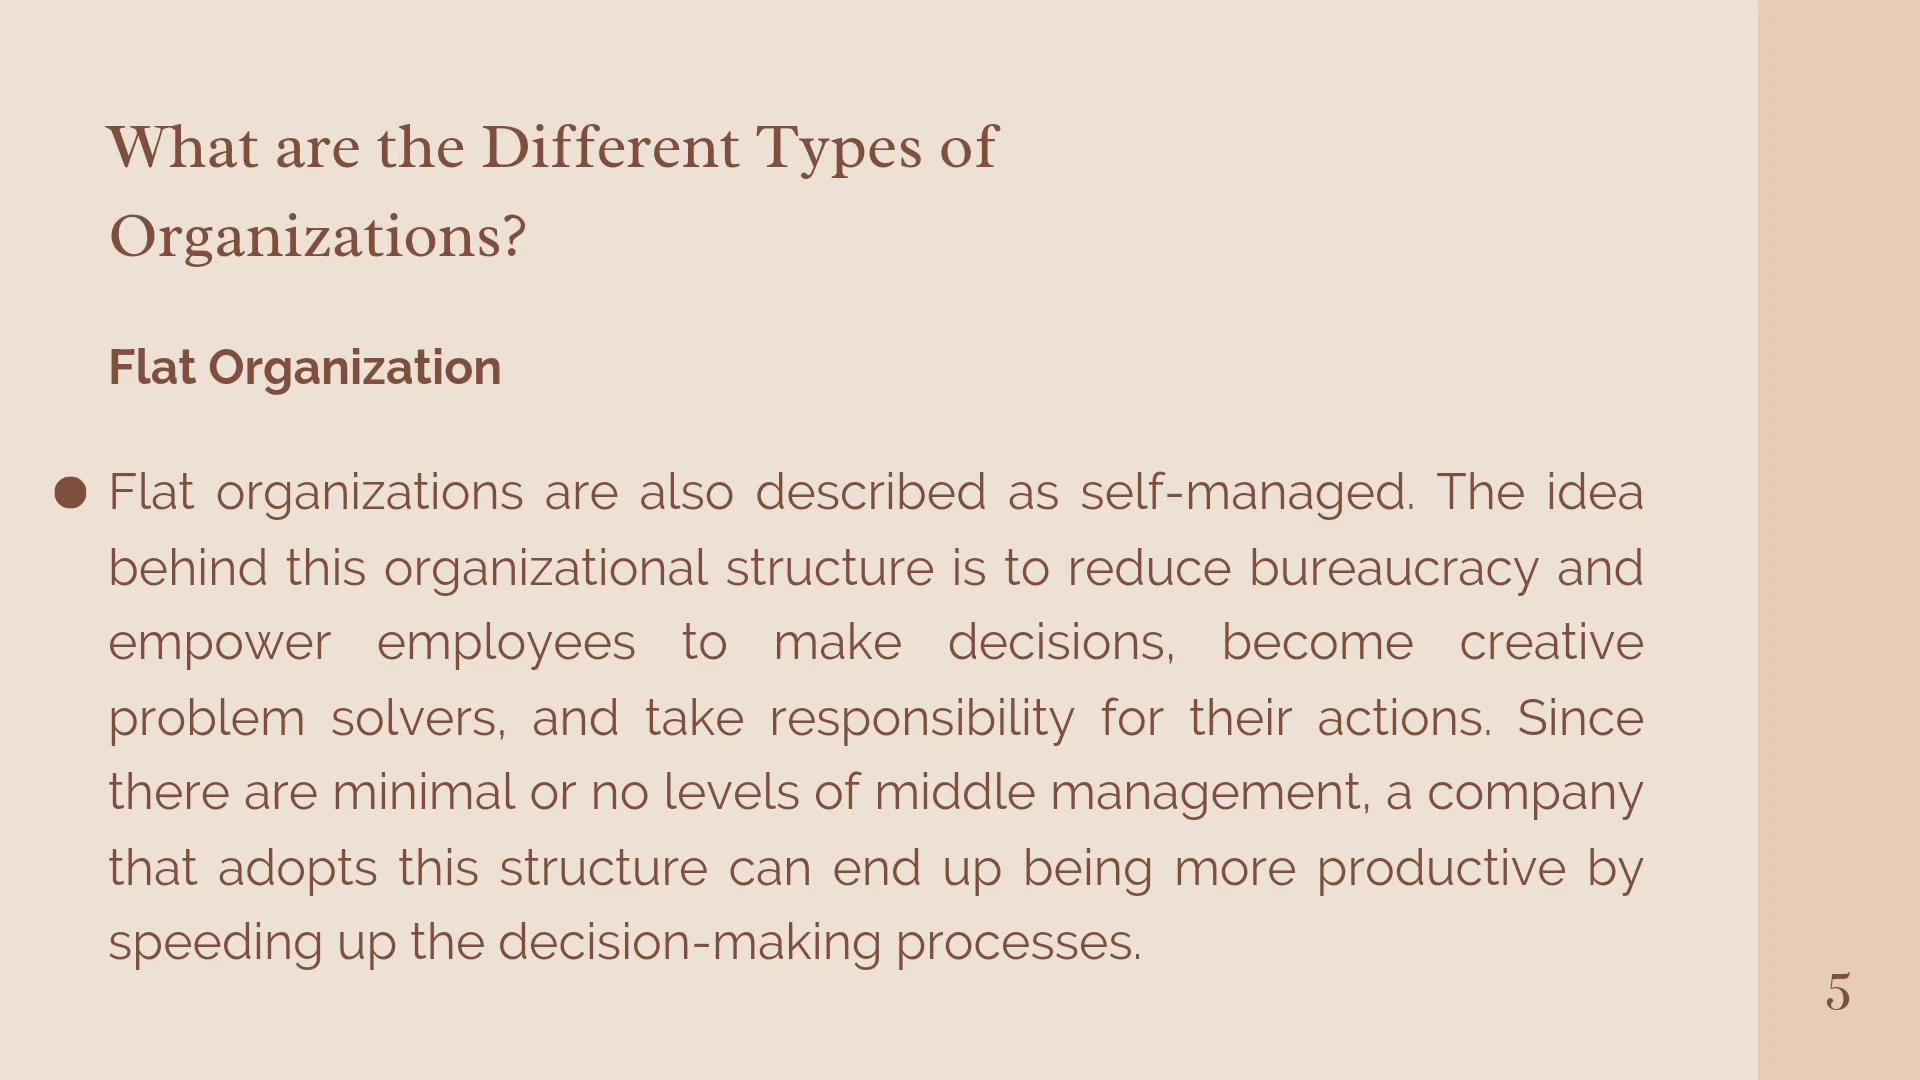 What are the Different Types of
Organizations?
Flat Organization
● Flat organizations are also described as self-managed. The idea
behind this organizational structure is to reduce bureaucracy and
empower employees to make decisions, become creative
problem solvers, and take responsibility for their actions. Since
there are minimal or no levels of middle management, a company
that adopts this structure can end up being more productive by
speeding up the decision-making processes.
5